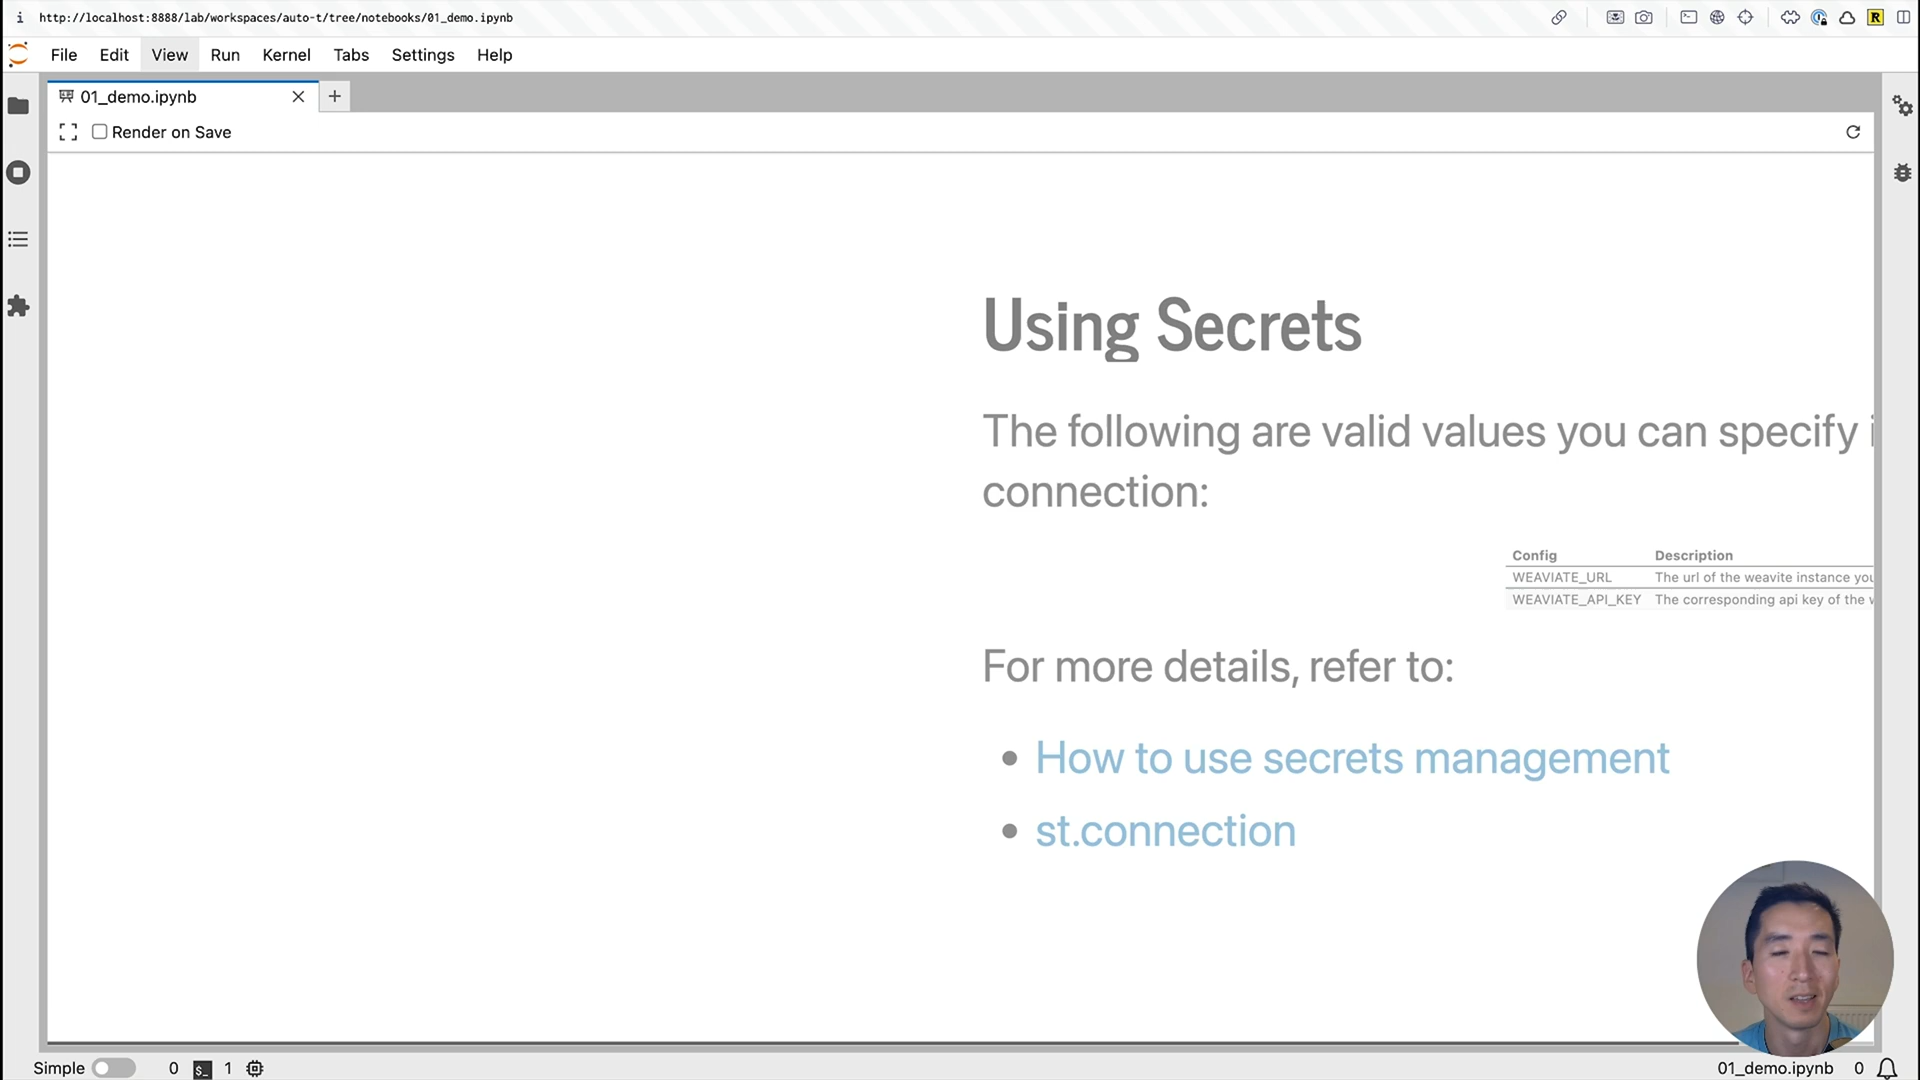 http://localhost:8888/lab/workspaces/auto-t/tree/notebooks/01_demo.ipynb
File Edit View Run Kernel Tabs Settings Help
01_demo.ipynb
Render on Save
Using Secrets
The following are valid values you can specify
connection:
Config Description
WEAVIATE_URL The url of the weavite instance you
WEAVIATE_API_KEY The corresponding api key of the
For more details, refer to:
How to use secrets management
st.connection
Simple 0 $_ 1 01_demo.ipynb 0